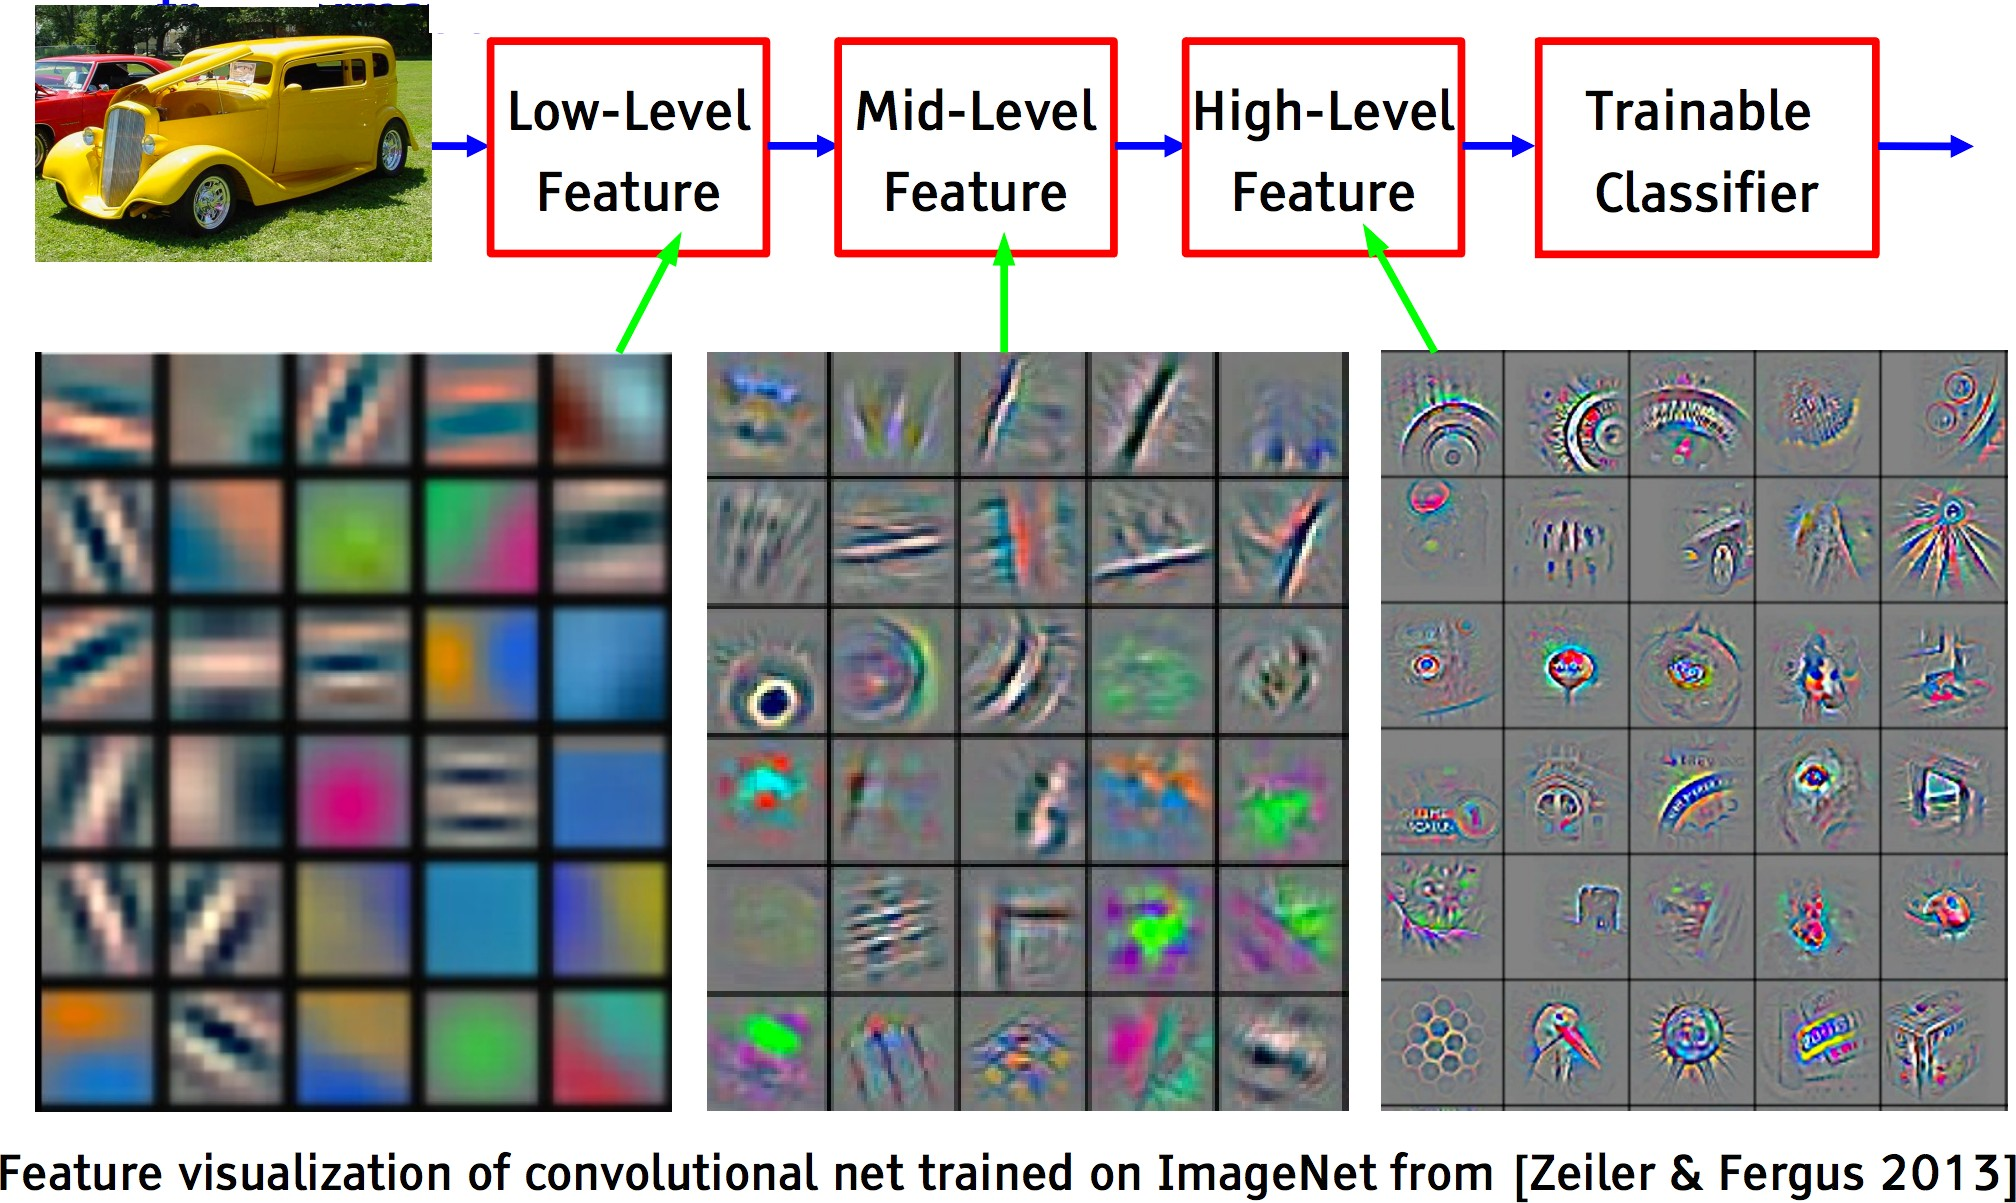 Low-Level
Feature
Mid-Level
Feature
High-Level
Feature
Trainable
Classifier
Feature visualization of convolutional net trained on ImageNet from [Zeiler & Fergus 2013]